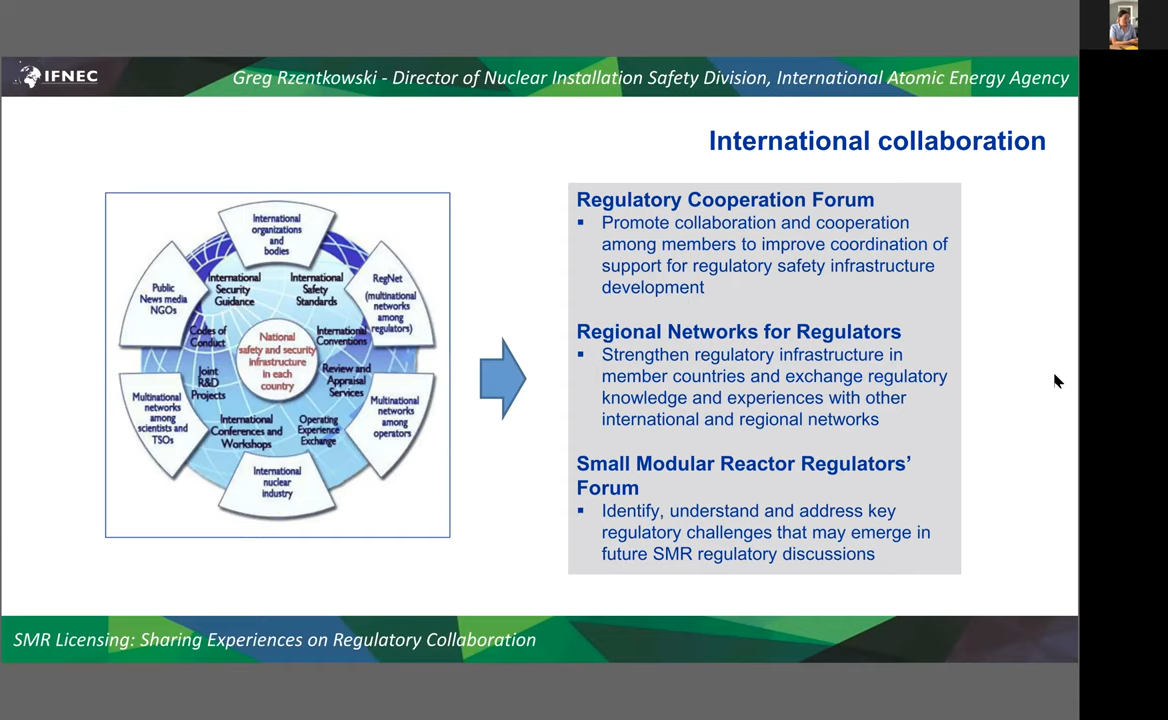 IFNEC
Greg Rzentkowski - Director of Nuclear Installation Safety Division, International Atomic Energy Agency
International collaboration
International
organizations
and
bodies
RegNet
(multinational
networks
among
regulators)
Multinational
networks
among
operators
International
nuclear
industry
Multinational
networks
among
scientists and
TSOs
Public
News media
NGOs
International
Security
Guidance
International
Safety
Standards
Codes of
Conduct
International
Conventions
Joint
R&D
Projects
Review and
Appraisal
Services
International
Conferences and
Workshops
Operating
Experience
Exchange
National
safety and security
infrastructure
in each
country
Regulatory Cooperation Forum
▪ Promote collaboration and cooperation
among members to improve coordination of
support for regulatory safety infrastructure
development
Regional Networks for Regulators
▪ Strengthen regulatory infrastructure in
member countries and exchange regulatory
knowledge and experiences with other
international and regional networks
Small Modular Reactor Regulators’
Forum
▪ Identify, understand and address key
regulatory challenges that may emerge in
future SMR regulatory discussions
SMR Licensing: Sharing Experiences on Regulatory Collaboration